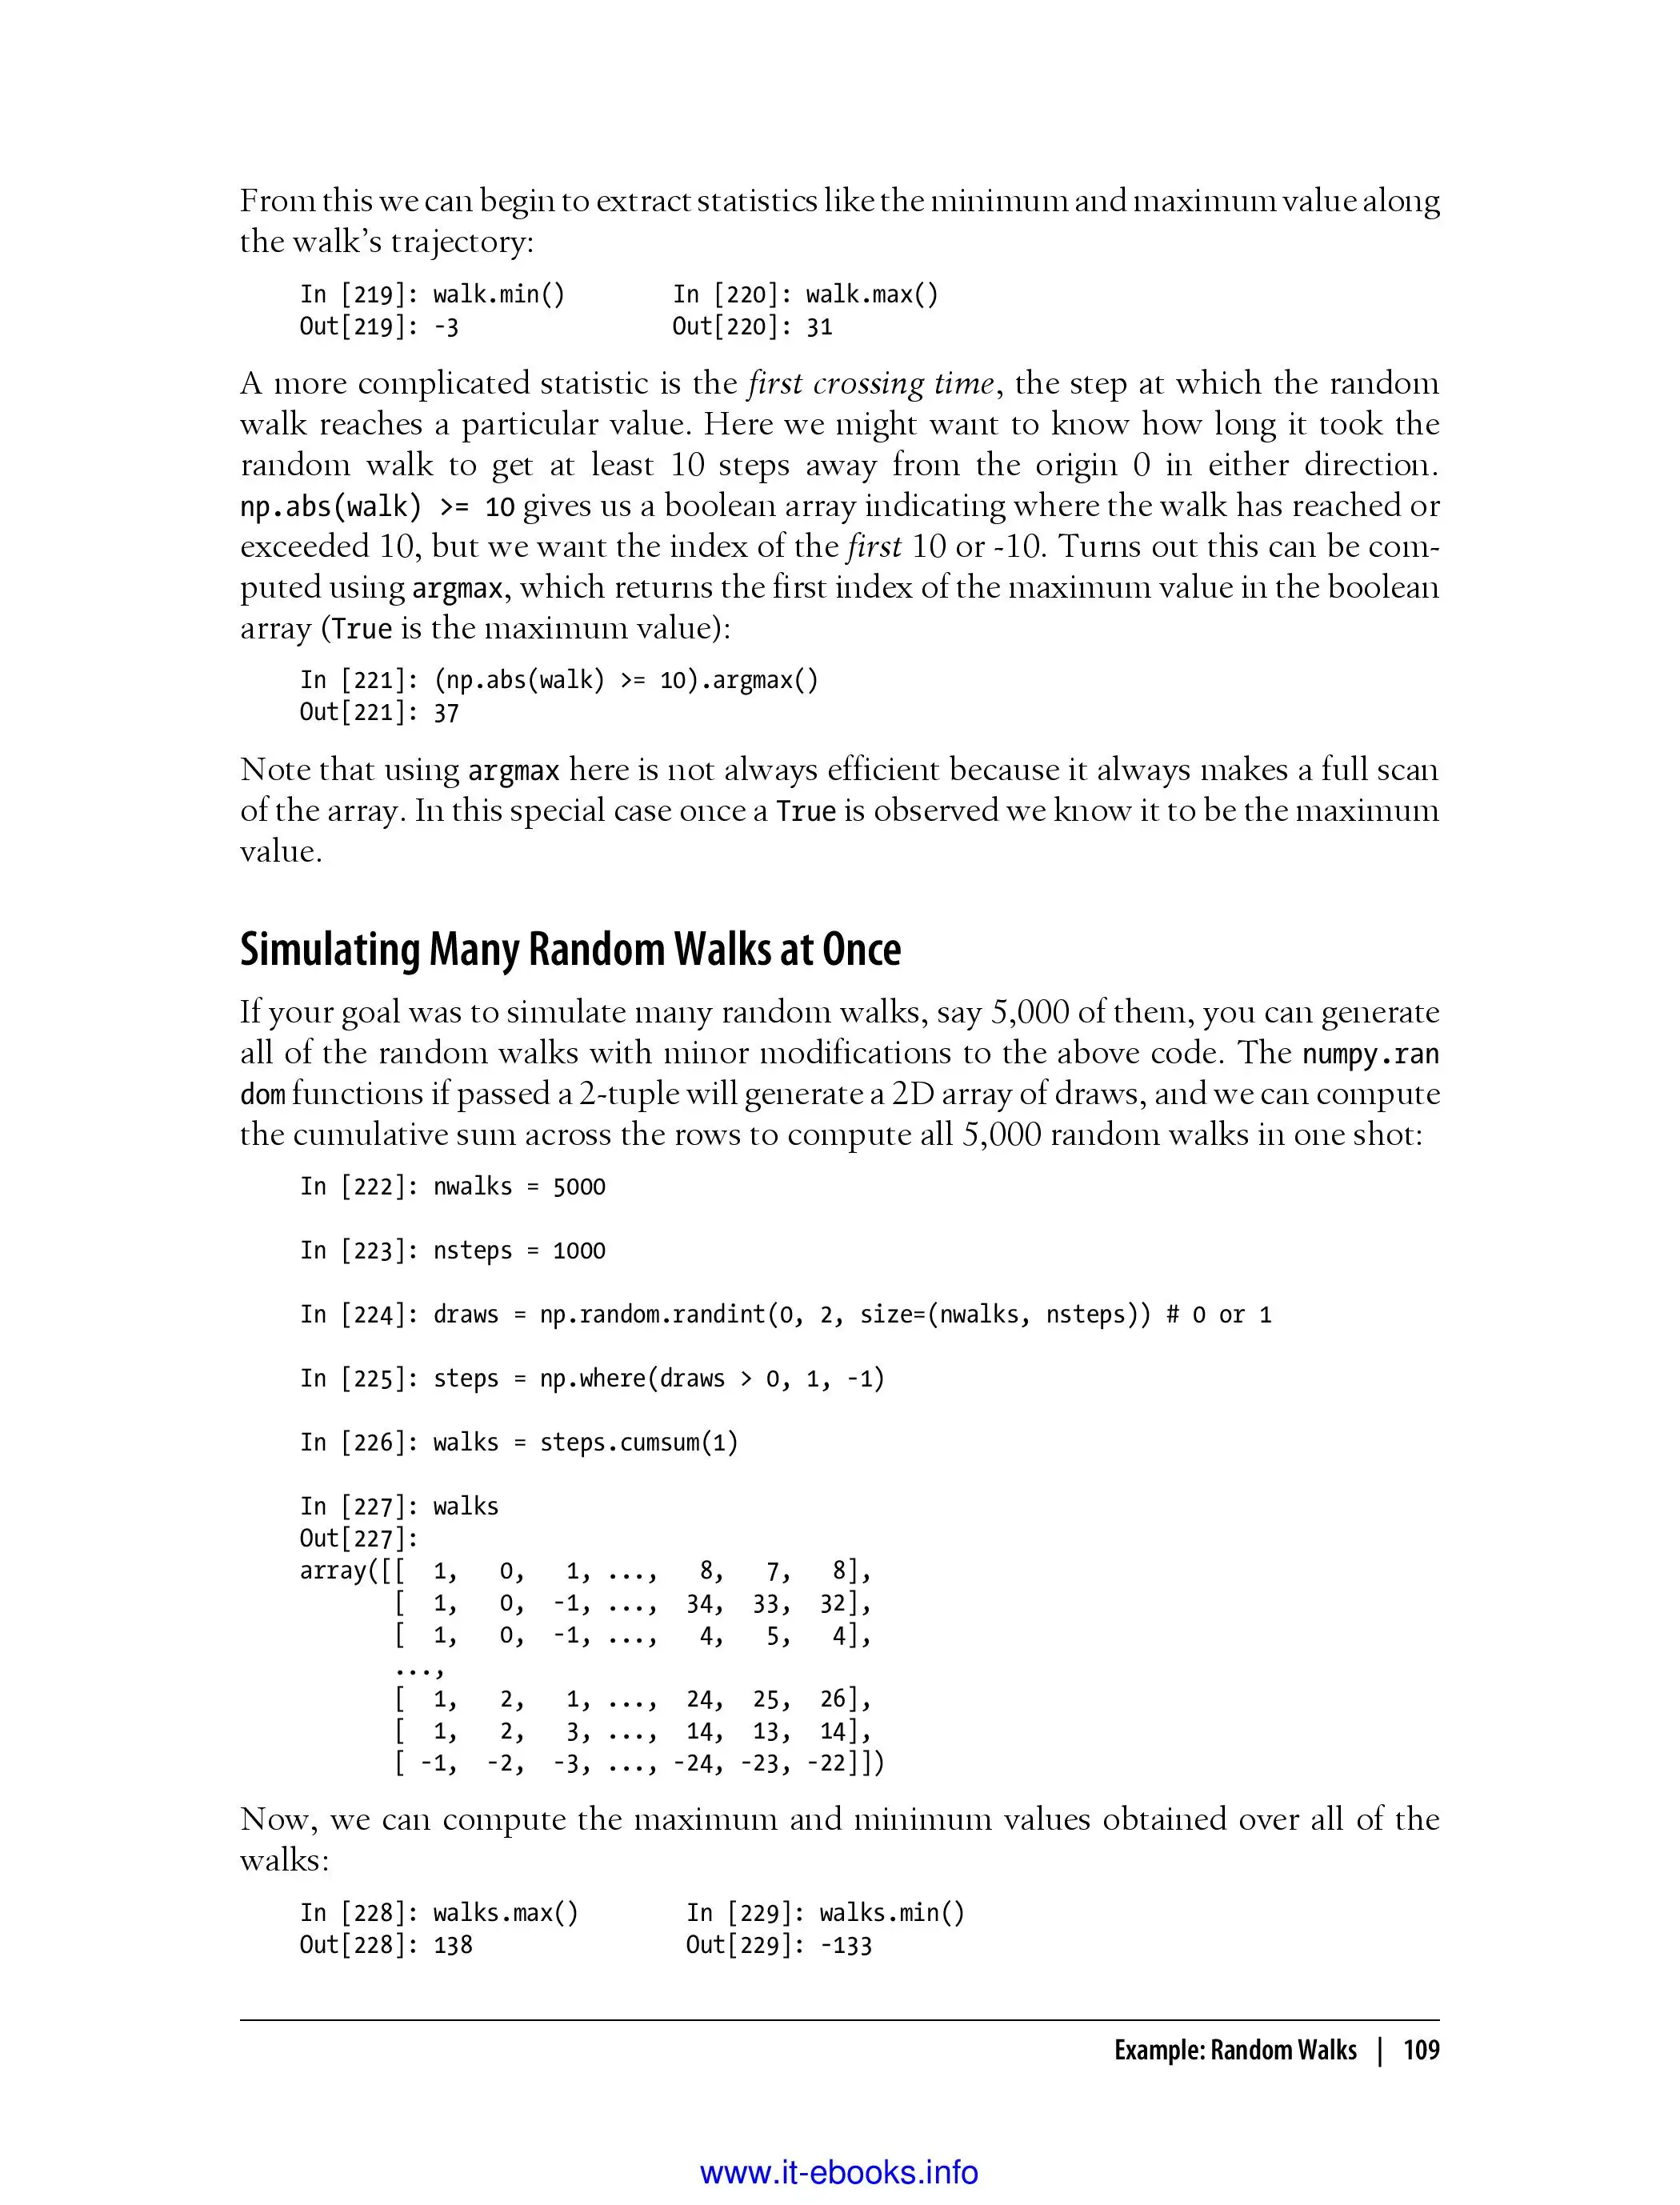 From this we can begin to extract statistics like the minimum and maximum value along
the walk’s trajectory:
In [219]: walk.min()        In [220]: walk.max()
Out[219]: -3                Out[220]: 31
A more complicated statistic is the first crossing time, the step at which the random
walk reaches a particular value. Here we might want to know how long it took the
random walk to get at least 10 steps away from the origin 0 in either direction.
np.abs(walk) >= 10 gives us a boolean array indicating where the walk has reached or
exceeded 10, but we want the index of the first 10 or -10. Turns out this can be com-
puted using argmax, which returns the first index of the maximum value in the boolean
array (True is the maximum value):
In [221]: (np.abs(walk) >= 10).argmax()
Out[221]: 37
Note that using argmax here is not always efficient because it always makes a full scan
of the array. In this special case once a True is observed we know it to be the maximum
value.
Simulating Many Random Walks at Once
If your goal was to simulate many random walks, say 5,000 of them, you can generate
all of the random walks with minor modifications to the above code. The numpy.ran
dom functions if passed a 2-tuple will generate a 2D array of draws, and we can compute
the cumulative sum across the rows to compute all 5,000 random walks in one shot:
In [222]: nwalks = 5000
In [223]: nsteps = 1000
In [224]: draws = np.random.randint(0, 2, size=(nwalks, nsteps)) # 0 or 1
In [225]: steps = np.where(draws > 0, 1, -1)
In [226]: walks = steps.cumsum(1)
In [227]: walks
Out[227]:
array([[  1,   0,   1, ...,   8,   7,   8],
       [  1,   0,  -1, ...,  34,  33,  32],
       [  1,   0,  -1, ...,   4,   5,   4],
       ...,
       [  1,   2,   1, ...,  24,  25,  26],
       [  1,   2,   3, ...,  14,  13,  14],
       [ -1,  -2,  -3, ..., -24, -23, -22]])
Now, we can compute the maximum and minimum values obtained over all of the
walks:
In [228]: walks.max()        In [229]: walks.min()
Out[228]: 138                Out[229]: -133
Example: Random Walks | 109
www.it-ebooks.info